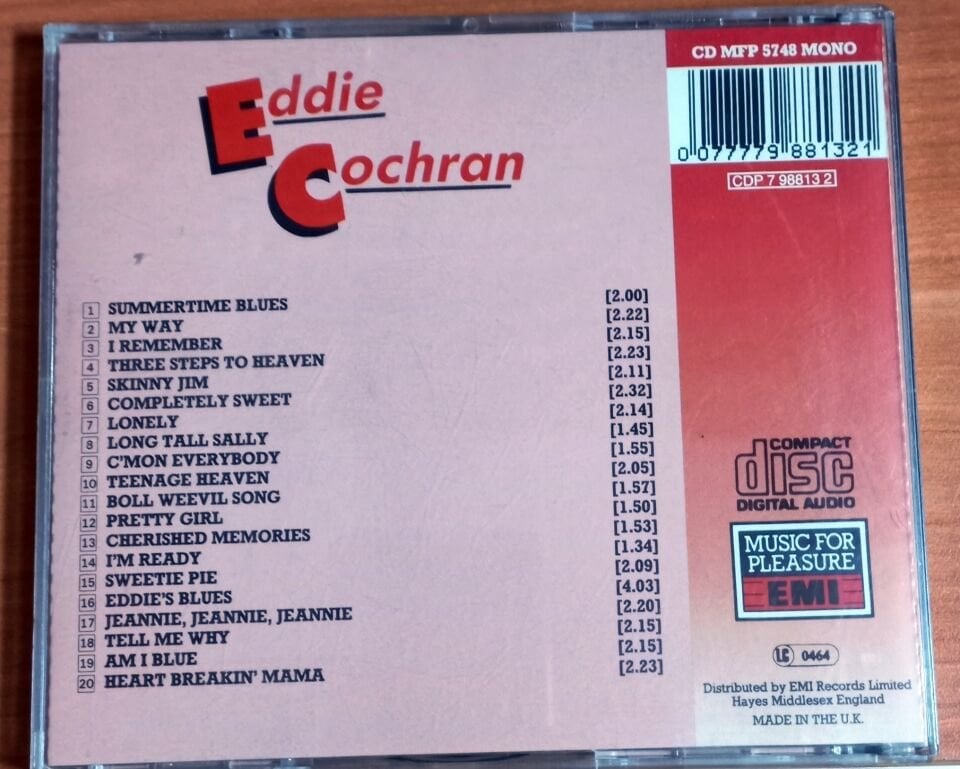 Eddie
Cochran
1 SUMMERTIME BLUES [2.00]
2 MY WAY [2.22]
3 I REMEMBER [2.15]
4 THREE STEPS TO HEAVEN [2.23]
5 SKINNY JIM [2.11]
6 COMPLETELY SWEET [2.32]
7 LONELY [2.14]
8 LONG TALL SALLY [1.45]
9 C'MON EVERYBODY [1.55]
10 TEENAGE HEAVEN [2.05]
11 BOLL WEEVIL SONG [1.57]
12 PRETTY GIRL [1.50]
13 CHERISHED MEMORIES [1.53]
14 I'M READY [1.34]
15 SWEETIE PIE [2.09]
16 EDDIE'S BLUES [4.03]
17 JEANNIE, JEANNIE, JEANNIE [2.20]
18 TELL ME WHY [2.15]
19 AM I BLUE [2.15]
20 HEART BREAKIN' MAMA [2.23]
CD MFP 5748 MONO
0 077779 881321
CDP 7 98813 2
COMPACT
disc
DIGITAL AUDIO
MUSIC FOR
PLEASURE
EMI
LC 0464
Distributed by EMI Records Limited
Hayes Middlesex England
MADE IN THE U.K.